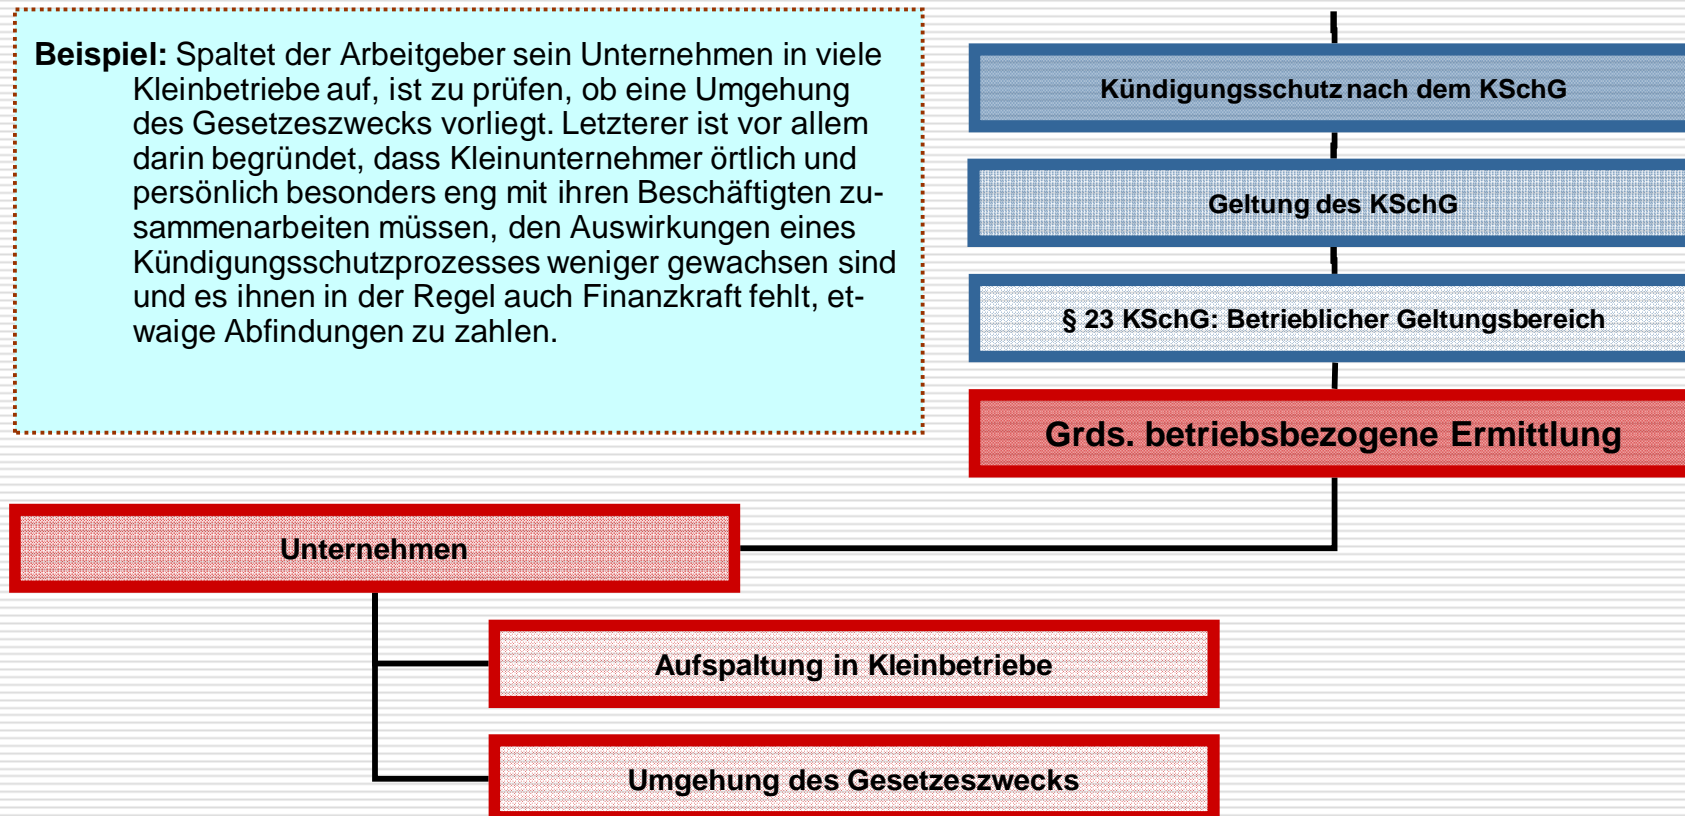 Beispiel: Spaltet der Arbeitgeber sein Unternehmen in viele
Kleinbetriebe auf, ist zu prüfen, ob eine Umgehung
des Gesetzeszwecks vorliegt. Letzterer ist vor allem
darin begründet, dass Kleinunternehmer örtlich und
persönlich besonders eng mit ihren Beschäftigten zu-
sammenarbeiten müssen, den Auswirkungen eines
Kündigungsschutzprozesses weniger gewachsen sind
und es ihnen in der Regel auch Finanzkraft fehlt, et-
waige Abfindungen zu zahlen.
Kündigungsschutz nach dem KSchG
Geltung des KSchG
§ 23 KSchG: Betrieblicher Geltungsbereich
Grds. betriebsbezogene Ermittlung
Unternehmen
Aufspaltung in Kleinbetriebe
Umgehung des Gesetzeszwecks